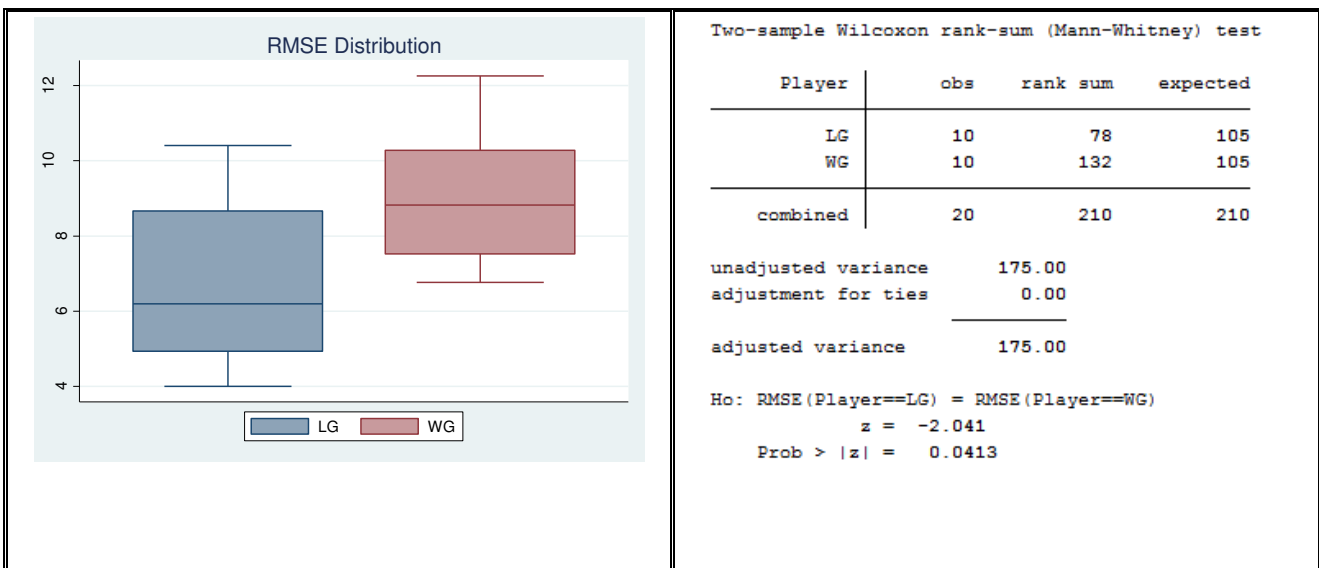 RMSE Distribution
12
10
8
6
4
LG WG
Two-sample Wilcoxon rank-sum (Mann-Whitney) test
Player obs rank sum expected
LG 10 78 105
WG 10 132 105
combined 20 210 210
unadjusted variance 175.00
adjustment for ties 0.00
adjusted variance 175.00
Ho: RMSE(Player==LG) = RMSE(Player==WG)
z = -2.041
Prob > |z| = 0.0413